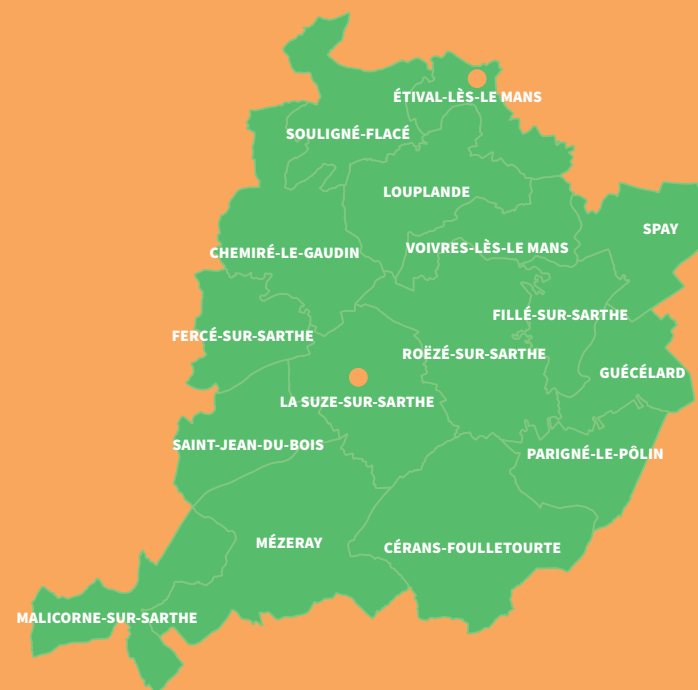 ÉTIVAL-LÈS-LE MANS
SOULIGNÉ-FLACÉ
LOUPLANDE
SPAY
VOIVRES-LÈS-LE MANS
CHEMIRÉ-LE-GAUDIN
FILLÉ-SUR-SARTHE
FERCÉ-SUR-SARTHE
ROËZÉ-SUR-SARTHE
GUÉCÉLARD
LA SUZE-SUR-SARTHE
SAINT-JEAN-DU-BOIS
PARIGNÉ-LE-PÔLIN
MÉZERAY
CÉRANS-FOULLETOURTE
MALICORNE-SUR-SARTHE